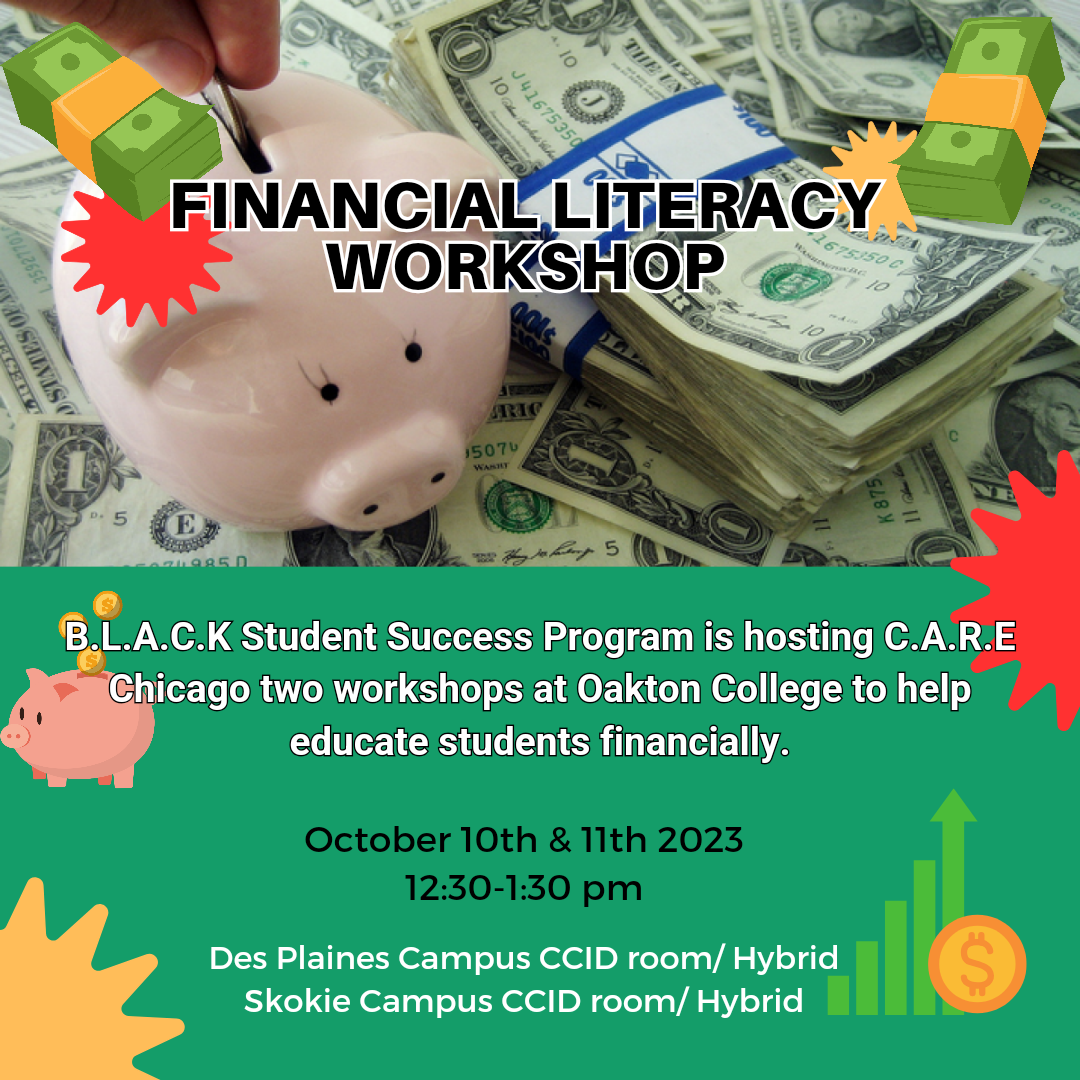 FINANCIAL LITERACY
WORKSHOP
B.L.A.C.K Student Success Program is hosting C.A.R.E
Chicago two workshops at Oakton College to help
educate students financially.
October 10th & 11th 2023
12:30-1:30 pm
Des Plaines Campus CCID room/ Hybrid
Skokie Campus CCID room/ Hybrid